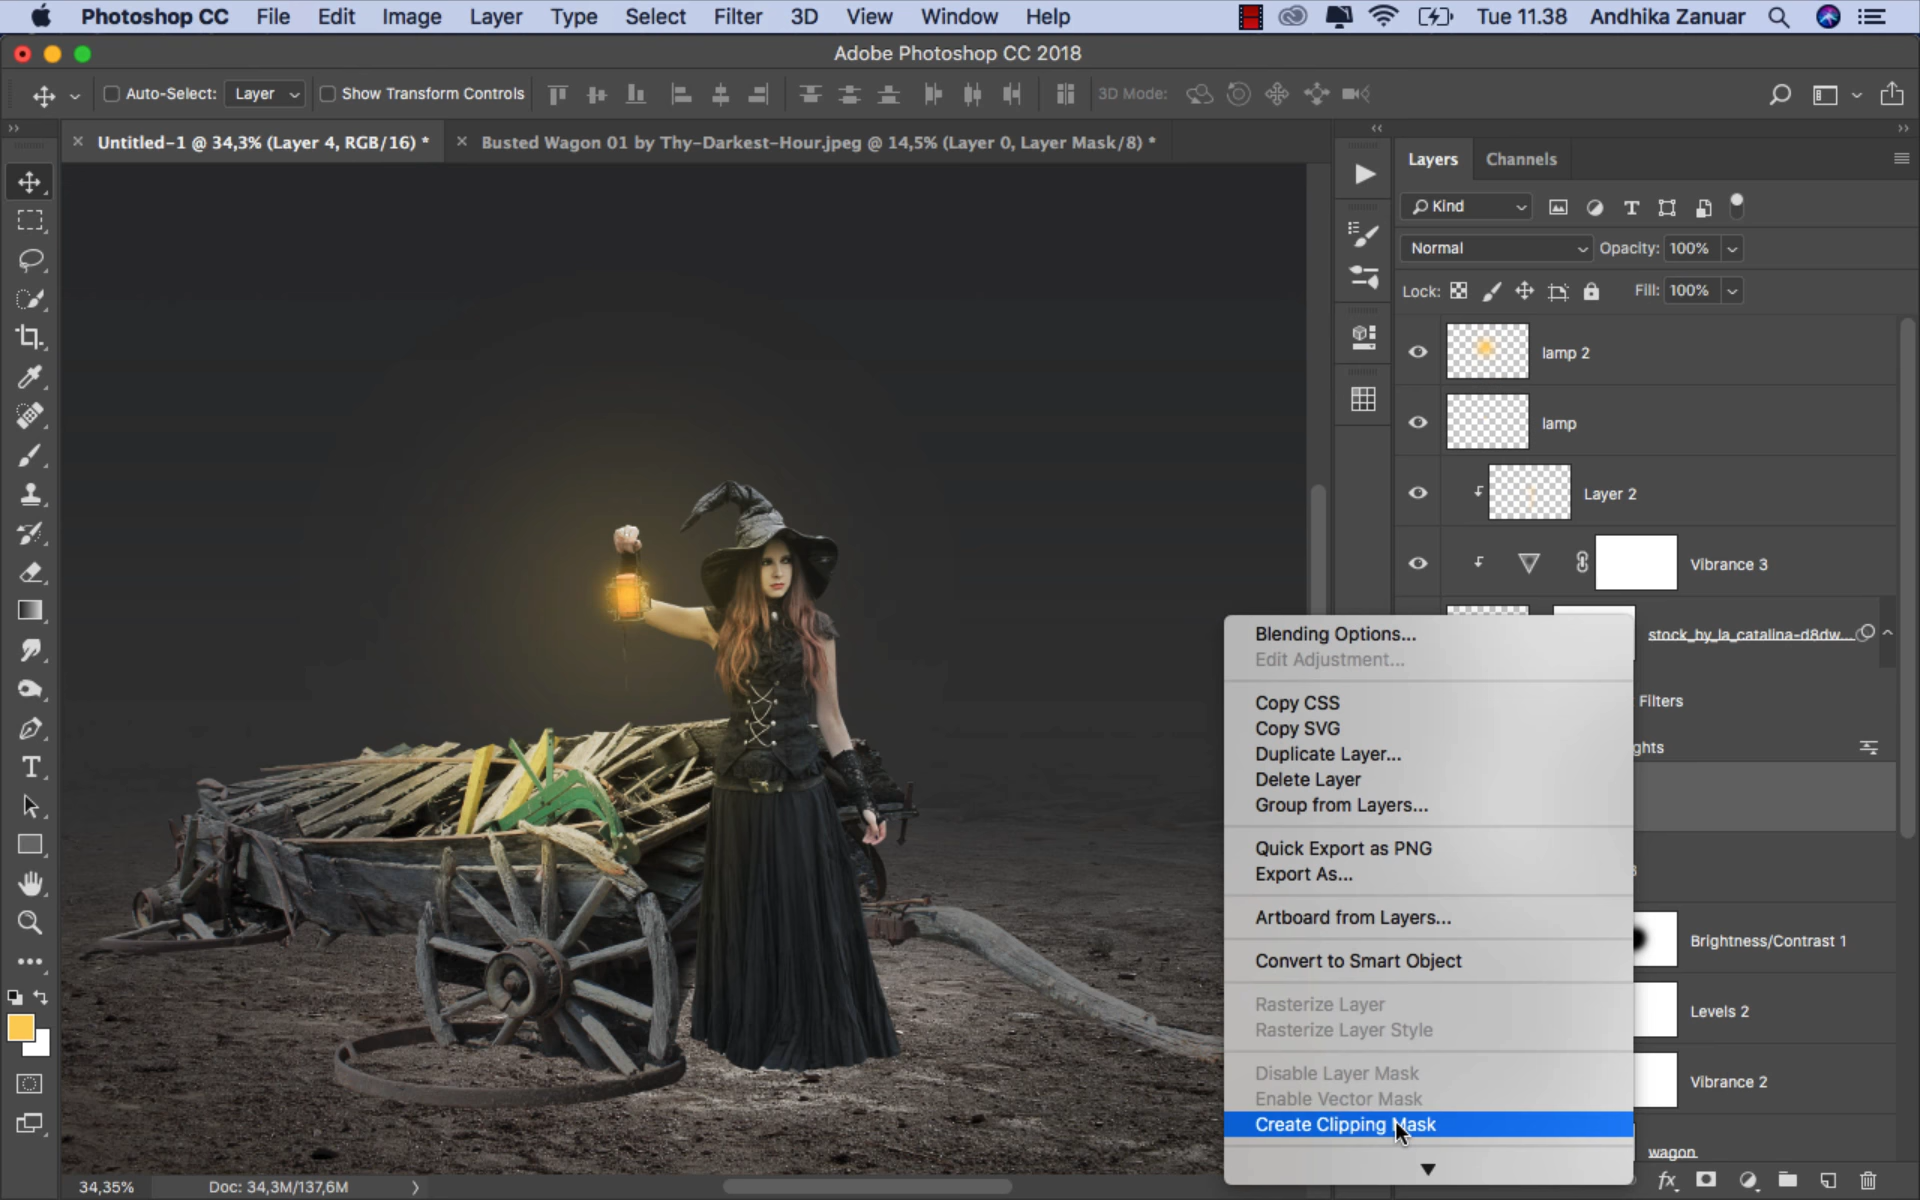 Photoshop CC File Edit Image Layer Type Select Filter 3D View Window Help Tue 11.38 Andhika Zanuar
Adobe Photoshop CC 2018
Auto-Select: Layer Show Transform Controls 3D Mode:
Untitled-1 @ 34,3% (Layer 4, RGB/16) * Busted Wagon 01 by Thy-Darkest-Hour.jpeg @ 14,5% (Layer 0, Layer Mask/8) *
Layers Channels
Kind
Normal Opacity: 100%
Lock: Fill: 100%
lamp 2
lamp
Layer 2
Vibrance 3
stock_by_la_catalina-d8dw...
Filters
ghts
Brightness/Contrast 1
Levels 2
Vibrance 2
wagon
Blending Options...
Edit Adjustment...
Copy CSS
Copy SVG
Duplicate Layer...
Delete Layer
Group from Layers...
Quick Export as PNG
Export As...
Artboard from Layers...
Convert to Smart Object
Rasterize Layer
Rasterize Layer Style
Disable Layer Mask
Enable Vector Mask
Create Clipping Mask
34,35% Doc: 34,3M/137,6M
fx